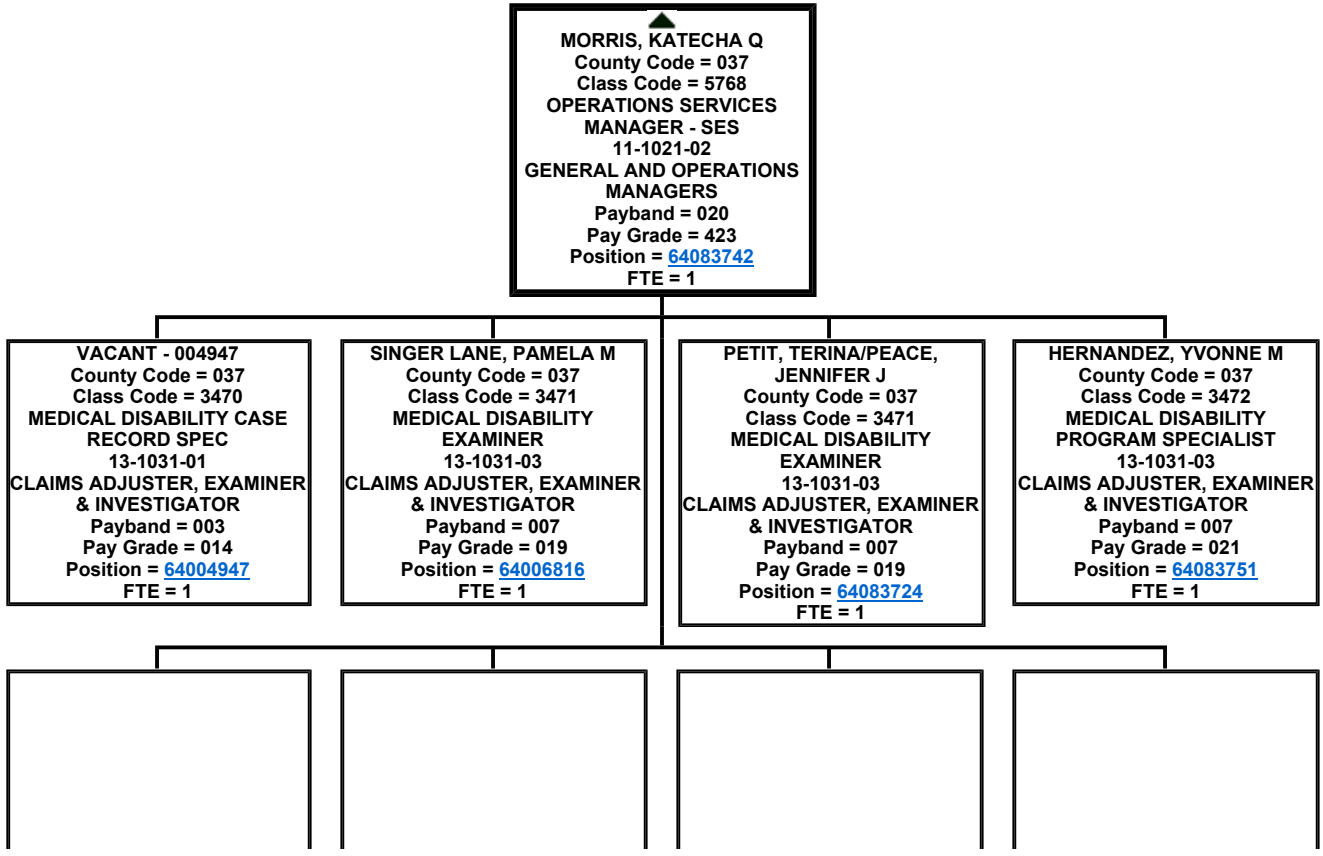 MORRIS, KATECHA Q
County Code = 037
Class Code = 5768
OPERATIONS SERVICES
MANAGER - SES
11-1021-02
GENERAL AND OPERATIONS
MANAGERS
Payband = 020
Pay Grade = 423
Position = 64083742
FTE = 1
VACANT - 004947
County Code = 037
Class Code = 3470
MEDICAL DISABILITY CASE
RECORD SPEC
13-1031-01
CLAIMS ADJUSTER, EXAMINER
& INVESTIGATOR
Payband = 003
Pay Grade = 014
Position = 64004947
FTE = 1
SINGER LANE, PAMELA M
County Code = 037
Class Code = 3471
MEDICAL DISABILITY
EXAMINER
13-1031-03
CLAIMS ADJUSTER, EXAMINER
& INVESTIGATOR
Payband = 007
Pay Grade = 019
Position = 64006816
FTE = 1
PETIT, TERINA/PEACE,
JENNIFER J
County Code = 037
Class Code = 3471
MEDICAL DISABILITY
EXAMINER
13-1031-03
CLAIMS ADJUSTER, EXAMINER
& INVESTIGATOR
Payband = 007
Pay Grade = 019
Position = 64083724
FTE = 1
HERNANDEZ, YVONNE M
County Code = 037
Class Code = 3472
MEDICAL DISABILITY
PROGRAM SPECIALIST
13-1031-03
CLAIMS ADJUSTER, EXAMINER
& INVESTIGATOR
Payband = 007
Pay Grade = 021
Position = 64083751
FTE = 1